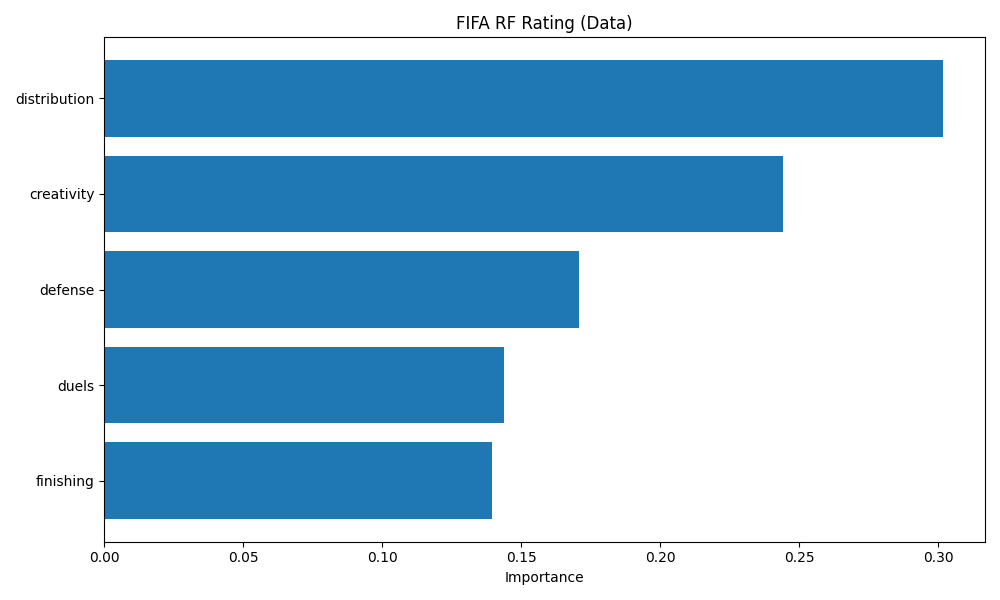 FIFA RF Rating (Data)
distribution
creativity
defense
duels
finishing
0.00 0.05 0.10 0.15 0.20 0.25 0.30
Importance